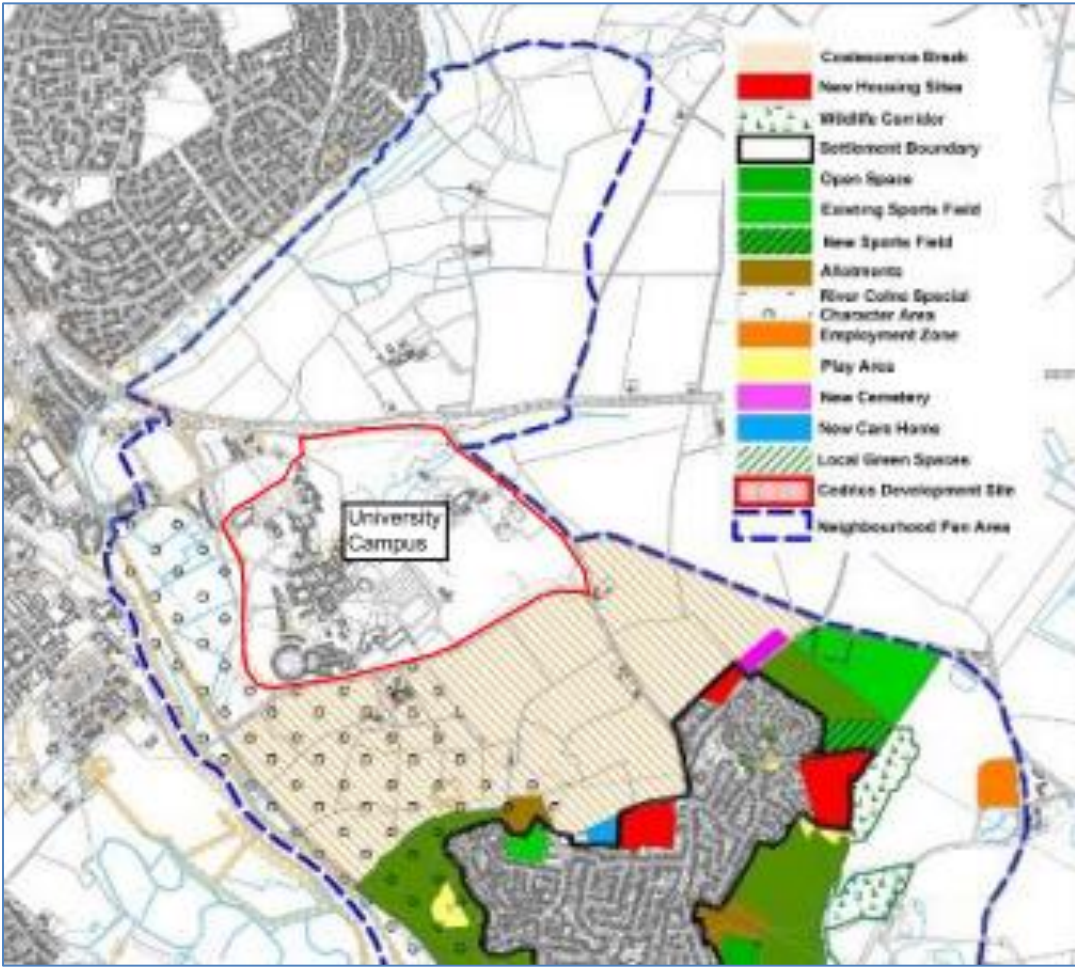 Coalescence Break
New Housing Sites
Wildlife Corridor
Settlement Boundary
Open Space
Existing Sports Field
New Sports Field
Allotments
River Colne Special
Character Area
Employment Zone
Play Area
New Cemetery
New Care Home
Local Green Spaces
Development Site
Neighbourhood Area
University
Campus